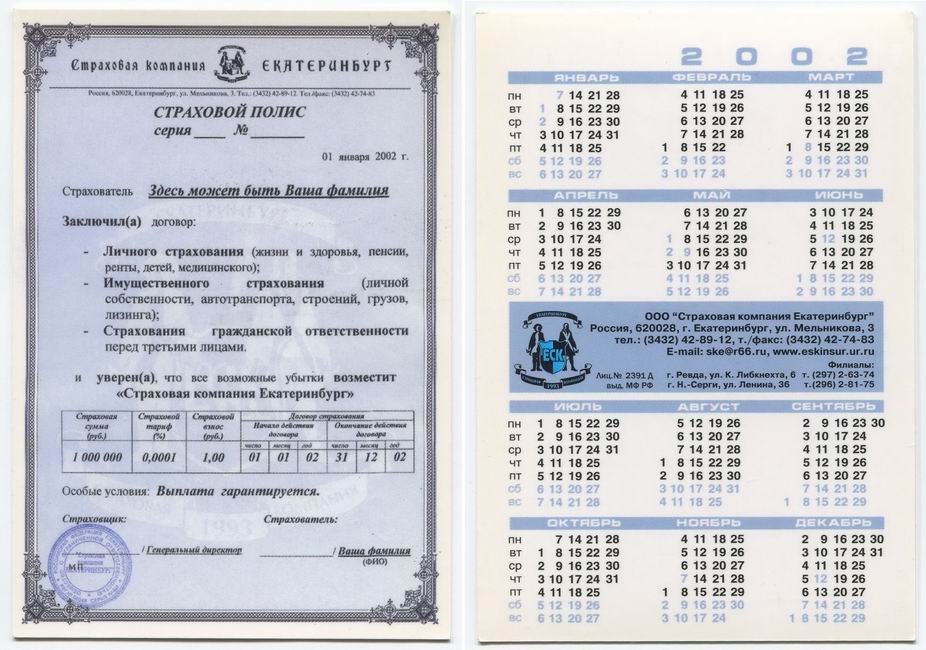 Страховая компания ЕКАТЕРИНБУРГ
Россия, 620028, Екатеринбург, ул. Мельникова, 3. Тел.: (3432) 42-89-12. Тел./факс: (3432) 42-74-83
СТРАХОВОЙ ПОЛИС
серия ____ № _______
01 января 2002 г.
Страхователь Здесь может быть Ваша фамилия
Заключил(а) договор:
- Личного страхования (жизни и здоровья, пенсии,
ренты, детей, медицинского);
- Имущественного страхования (личной
собственности, автотранспорта, строений, грузов,
лизинга);
- Страхования гражданской ответственности
перед третьими лицами.
и уверен(а), что все возможные убытки возместит
«Страховая компания Екатеринбург»
Страховая сумма (руб.) Страховой тариф (%) Страховой взнос (руб.) Договор страхования
Начало действия договора Окончание действия договора
число месяц год число месяц год
1 000 000 0,0001 1,00 01 01 02 31 12 02
Особые условия: Выплата гарантируется.
Страховщик: Страхователь:
/ Генеральный директор / Ваша фамилия
(ФИО)
МП
2002
ЯНВАРЬ ФЕВРАЛЬ МАРТ
пн 7 14 21 28 4 11 18 25 4 11 18 25
вт 1 8 15 22 29 5 12 19 26 5 12 19 26
ср 2 9 16 23 30 6 13 20 27 6 13 20 27
чт 3 10 17 24 31 7 14 21 28 7 14 21 28
пт 4 11 18 25 1 8 15 22 1 8 15 22 29
сб 5 12 19 26 2 9 16 23 2 9 16 23 30
вс 6 13 20 27 3 10 17 24 3 10 17 24 31
АПРЕЛЬ МАЙ ИЮНЬ
пн 1 8 15 22 29 6 13 20 27 3 10 17 24
вт 2 9 16 23 30 7 14 21 28 4 11 18 25
ср 3 10 17 24 1 8 15 22 29 5 12 19 26
чт 4 11 18 25 2 9 16 23 30 6 13 20 27
пт 5 12 19 26 3 10 17 24 31 7 14 21 28
сб 6 13 20 27 4 11 18 25 1 8 15 22 29
вс 7 14 21 28 5 12 19 26 2 9 16 23 30
ЕКАТЕРИНБУРГ
ЕСК
1993
ООО "Страховая компания Екатеринбург"
Россия, 620028, г. Екатеринбург, ул. Мельникова, 3
тел.: (3432) 42-89-12, т./факс: (3432) 42-74-83
E-mail: ske@r66.ru, www.eskinsur.ur.ru
Филиалы:
Лиц.№ 2391 Д г. Ревда, ул. К. Либкнехта, 6 т. (297) 2-63-74
выд. МФ РФ г. Н.-Серги, ул. Ленина, 36 т.(296) 2-81-75
ИЮЛЬ АВГУСТ СЕНТЯБРЬ
пн 1 8 15 22 29 5 12 19 26 2 9 16 23 30
вт 2 9 16 23 30 6 13 20 27 3 10 17 24
ср 3 10 17 24 31 7 14 21 28 4 11 18 25
чт 4 11 18 25 1 8 15 22 29 5 12 19 26
пт 5 12 19 26 2 9 16 23 30 6 13 20 27
сб 6 13 20 27 3 10 17 24 31 7 14 21 28
вс 7 14 21 28 4 11 18 25 1 8 15 22 29
ОКТЯБРЬ НОЯБРЬ ДЕКАБРЬ
пн 7 14 21 28 4 11 18 25 2 9 16 23 30
вт 1 8 15 22 29 5 12 19 26 3 10 17 24 31
ср 2 9 16 23 30 6 13 20 27 4 11 18 25
чт 3 10 17 24 31 7 14 21 28 5 12 19 26
пт 4 11 18 25 1 8 15 22 29 6 13 20 27
сб 5 12 19 26 2 9 16 23 30 7 14 21 28
вс 6 13 20 27 3 10 17 24 1 8 15 22 29